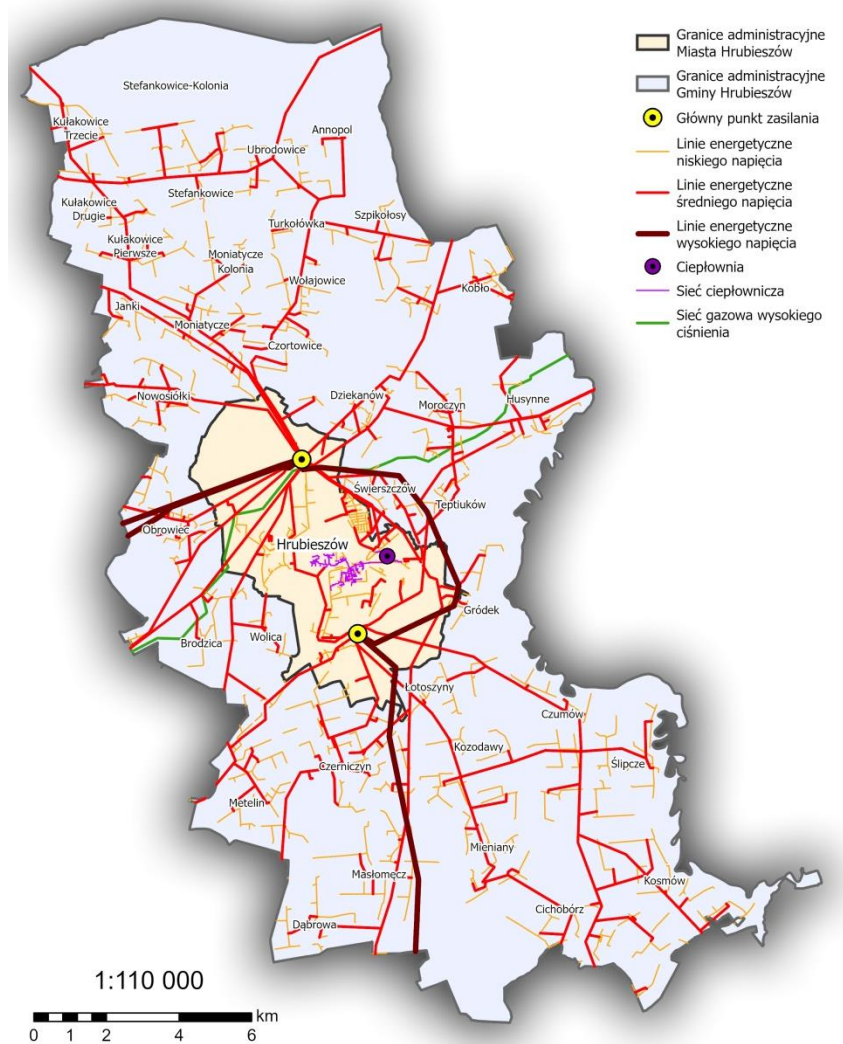 Granice administracyjne
Miasta Hrubieszów
Granice administracyjne
Gminy Hrubieszów
Główny punkt zasilania
Linie energetyczne
niskiego napięcia
Linie energetyczne
średniego napięcia
Linie energetyczne
wysokiego napięcia
Ciepłownia
Sieć ciepłownicza
Sieć gazowa wysokiego
ciśnienia
Stefankowice-Kolonia
Kułakowice
Trzecie
Annopol
Ubrodowice
Stefankowice
Kułakowice
Drugie
Szpikołosy
Turkołówka
Kułakowice
Pierwsze
Moniatycze
Kolonia
Wołajowice
Kobło
Janki
Moniatycze
Czortowice
Nowosiółki
Dziekanów
Moroczyn
Husynne
Świerszczów
Teptiuków
Obrowiec
Hrubieszów
Gródek
Brodzica
Wolica
Łotoszyny
Czumów
Kozodawy
Ślipcze
Czerniczyn
Metelin
Mieniany
Masłomęcz
Kosmów
Cichobórz
Dąbrowa
1:110 000
km
0 1 2 4 6